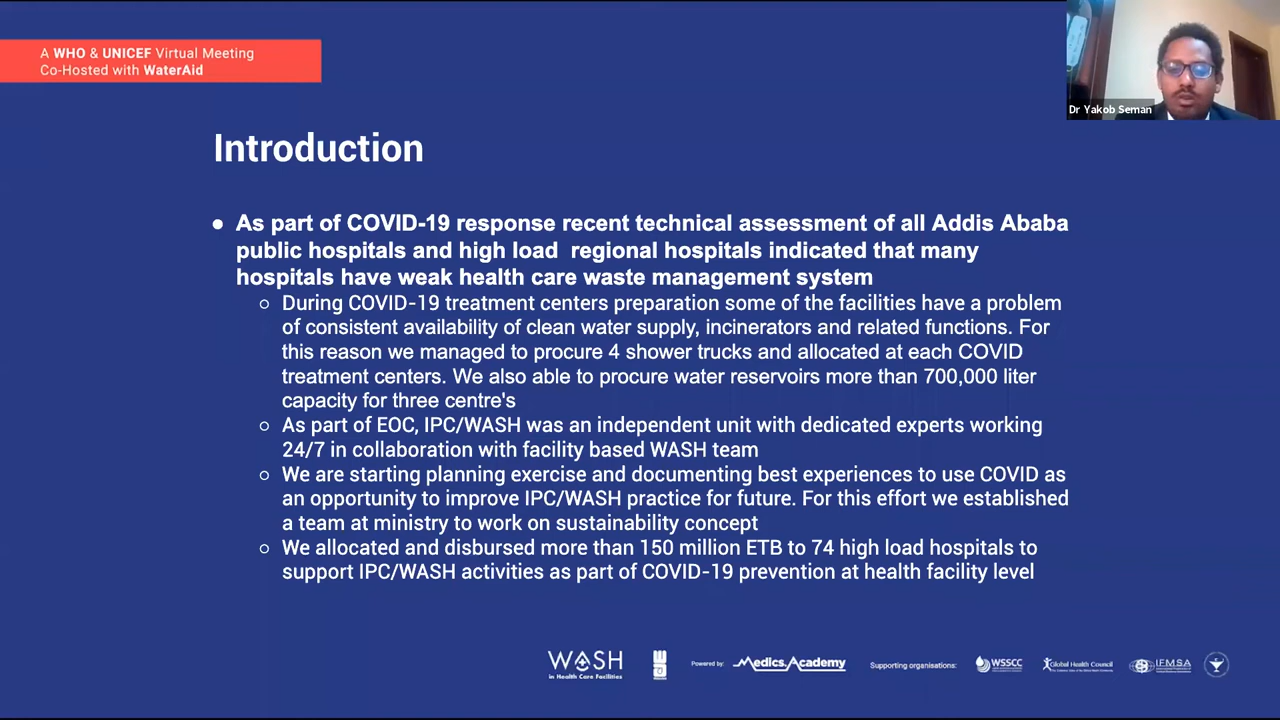 A WHO & UNICEF Virtual Meeting
Co-Hosted with WaterAid
Dr Yakob Seman
Introduction
● As part of COVID-19 response recent technical assessment of all Addis Ababa
public hospitals and high load regional hospitals indicated that many
hospitals have weak health care waste management system
○ During COVID-19 treatment centers preparation some of the facilities have a problem
of consistent availability of clean water supply, incinerators and related functions. For
this reason we managed to procure 4 shower trucks and allocated at each COVID
treatment centers. We also able to procure water reservoirs more than 700,000 liter
capacity for three centre's
○ As part of EOC, IPC/WASH was an independent unit with dedicated experts working
24/7 in collaboration with facility based WASH team
○ We are starting planning exercise and documenting best experiences to use COVID as
an opportunity to improve IPC/WASH practice for future. For this effort we established
a team at ministry to work on sustainability concept
○ We allocated and disbursed more than 150 million ETB to 74 high load hospitals to
support IPC/WASH activities as part of COVID-19 prevention at health facility level
WASH
in Health Care Facilities
Powered by:
Medics.Academy
Supporting organisations:
WSSCC
Global Health Council
IFMSA